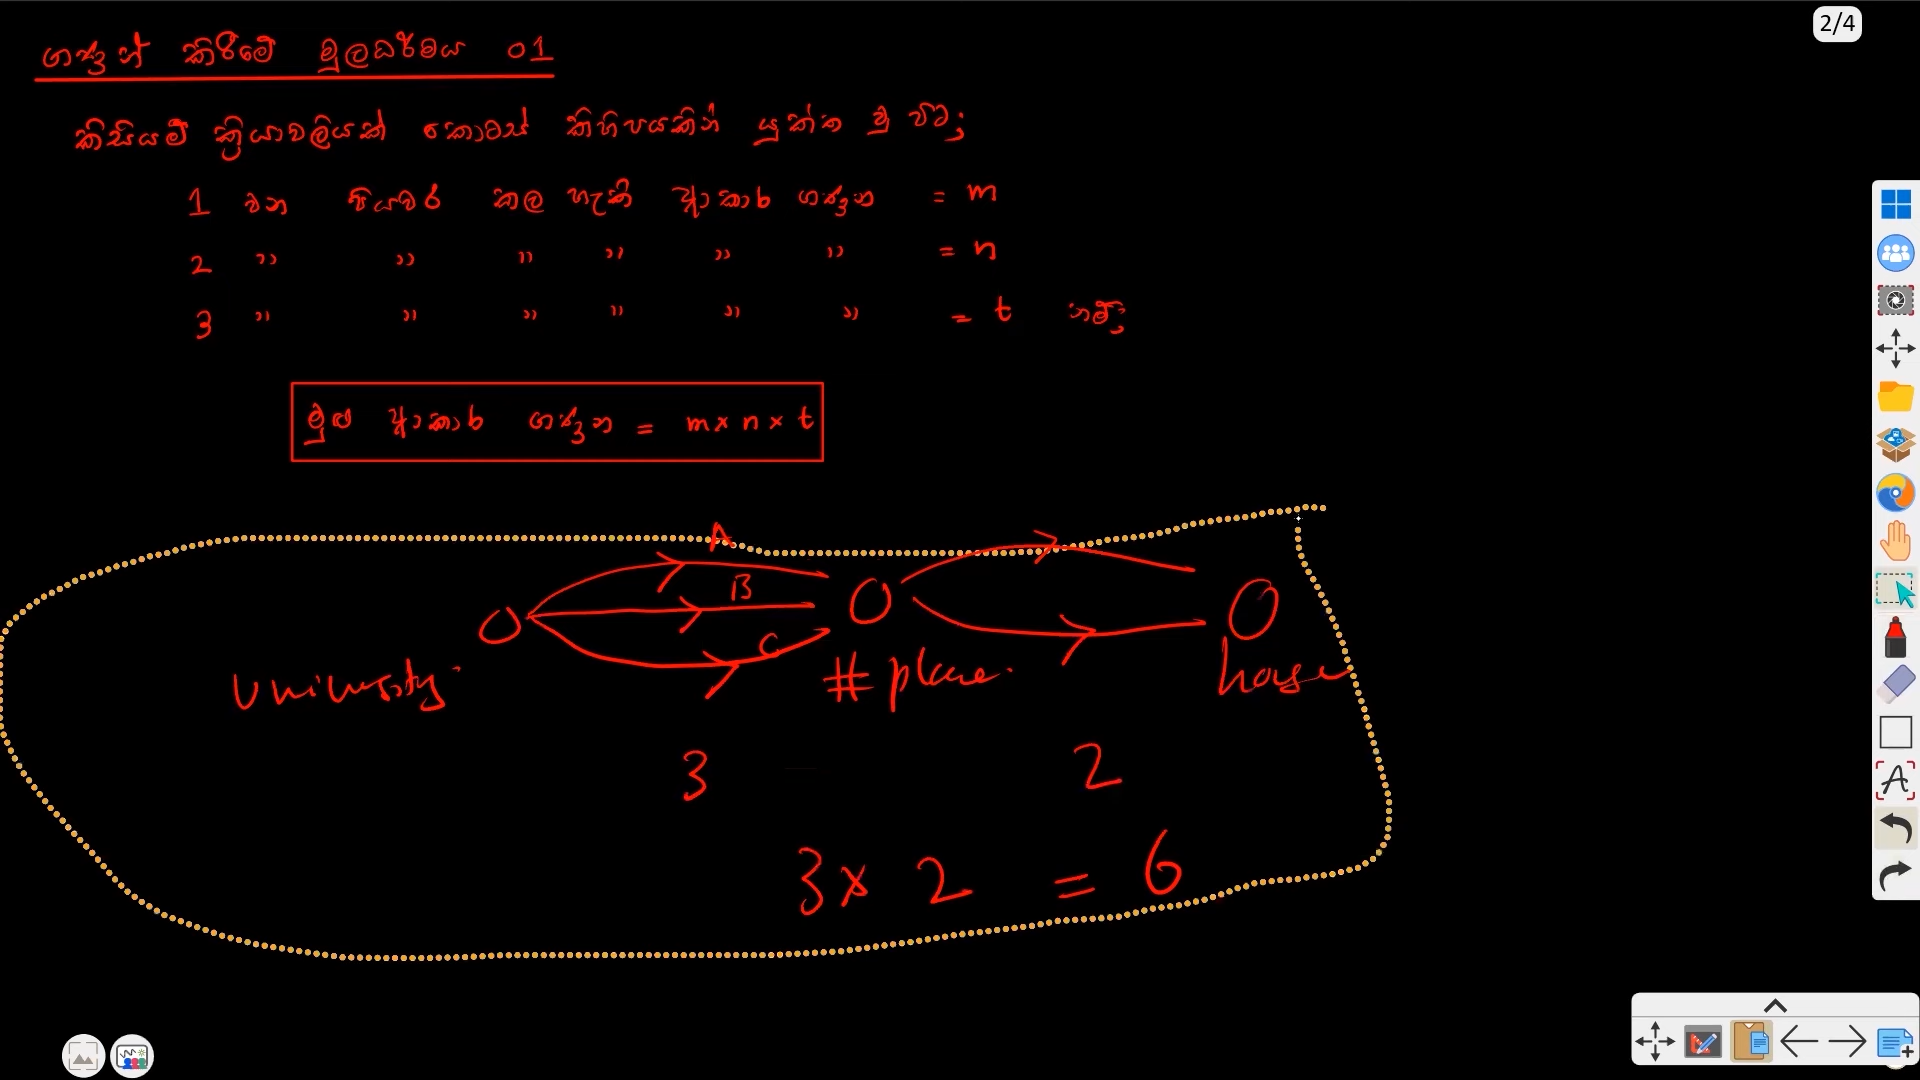 2/4
ගණන් කිරීමේ මූලධර්මය 01
කිසියම් ක්‍රියාවලියක් කොටස් කිහිපයකින් යුක්ත වූ විට;
1 වන පියවර කල හැකි ආකාර ගණන = m
2 " " " " " " = n
3 " " " " " " = t නම්;
මුළු ආකාර ගණන = m × n × t
A
B
C
University.
# place.
house
3 2
3 × 2 = 6